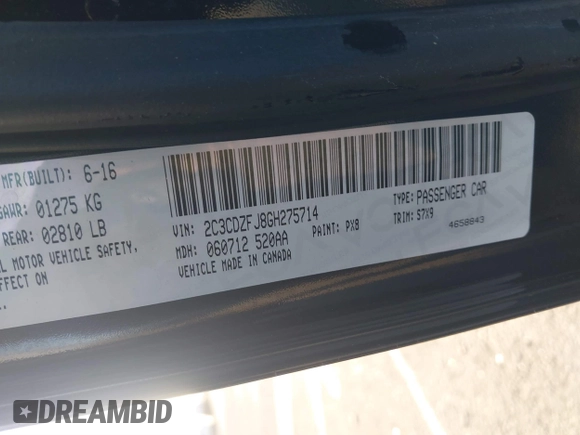 MFR(BUILT): 6-16
GAWR: 01275 KG
REAR: 02810 LB
MOTOR VEHICLE SAFETY,
EFFECT ON
VIN: 2C3CDZFJ8GH275714
TYPE: PASSENGER CAR
MDH: 060712 520AA
PAINT: PX8
TRIM: S7X9
VEHICLE MADE IN CANADA
4658843
DREAMBID